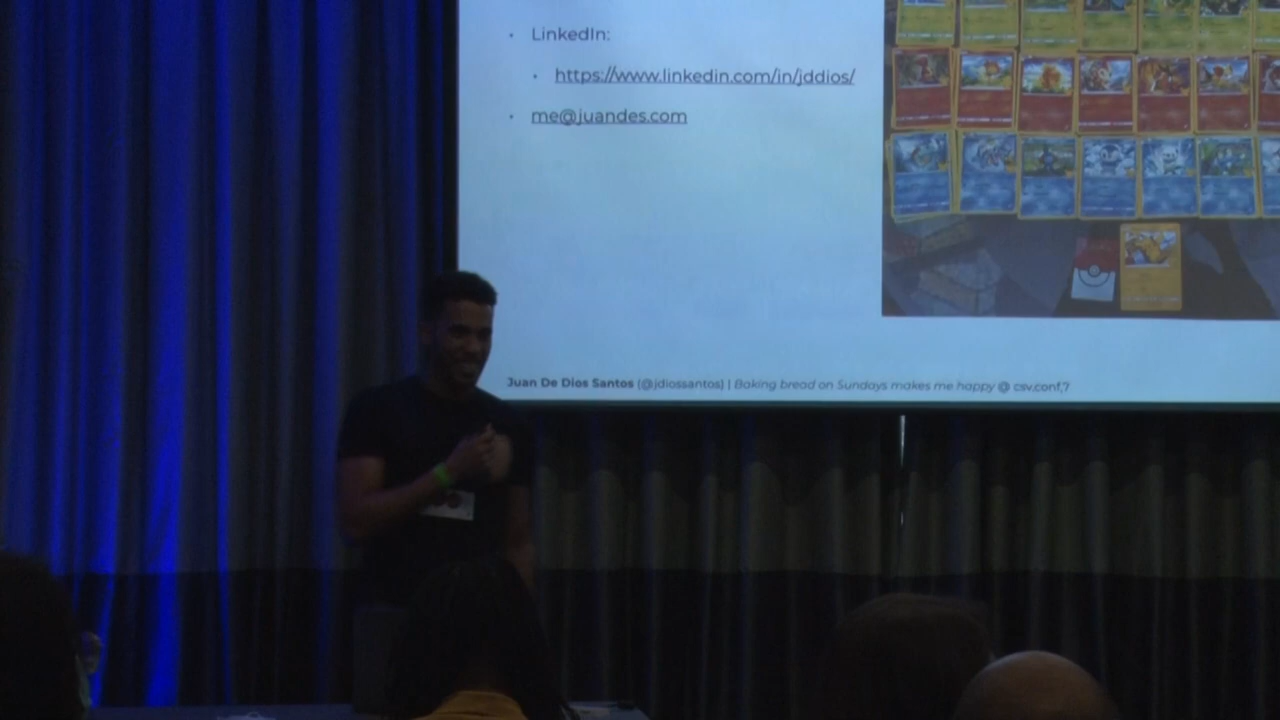 LinkedIn:
https://www.linkedin.com/in/jddios/
me@juandes.com
Juan De Dios Santos (@jdiossantos) | Baking bread on Sundays makes me happy @ csv,conf,7